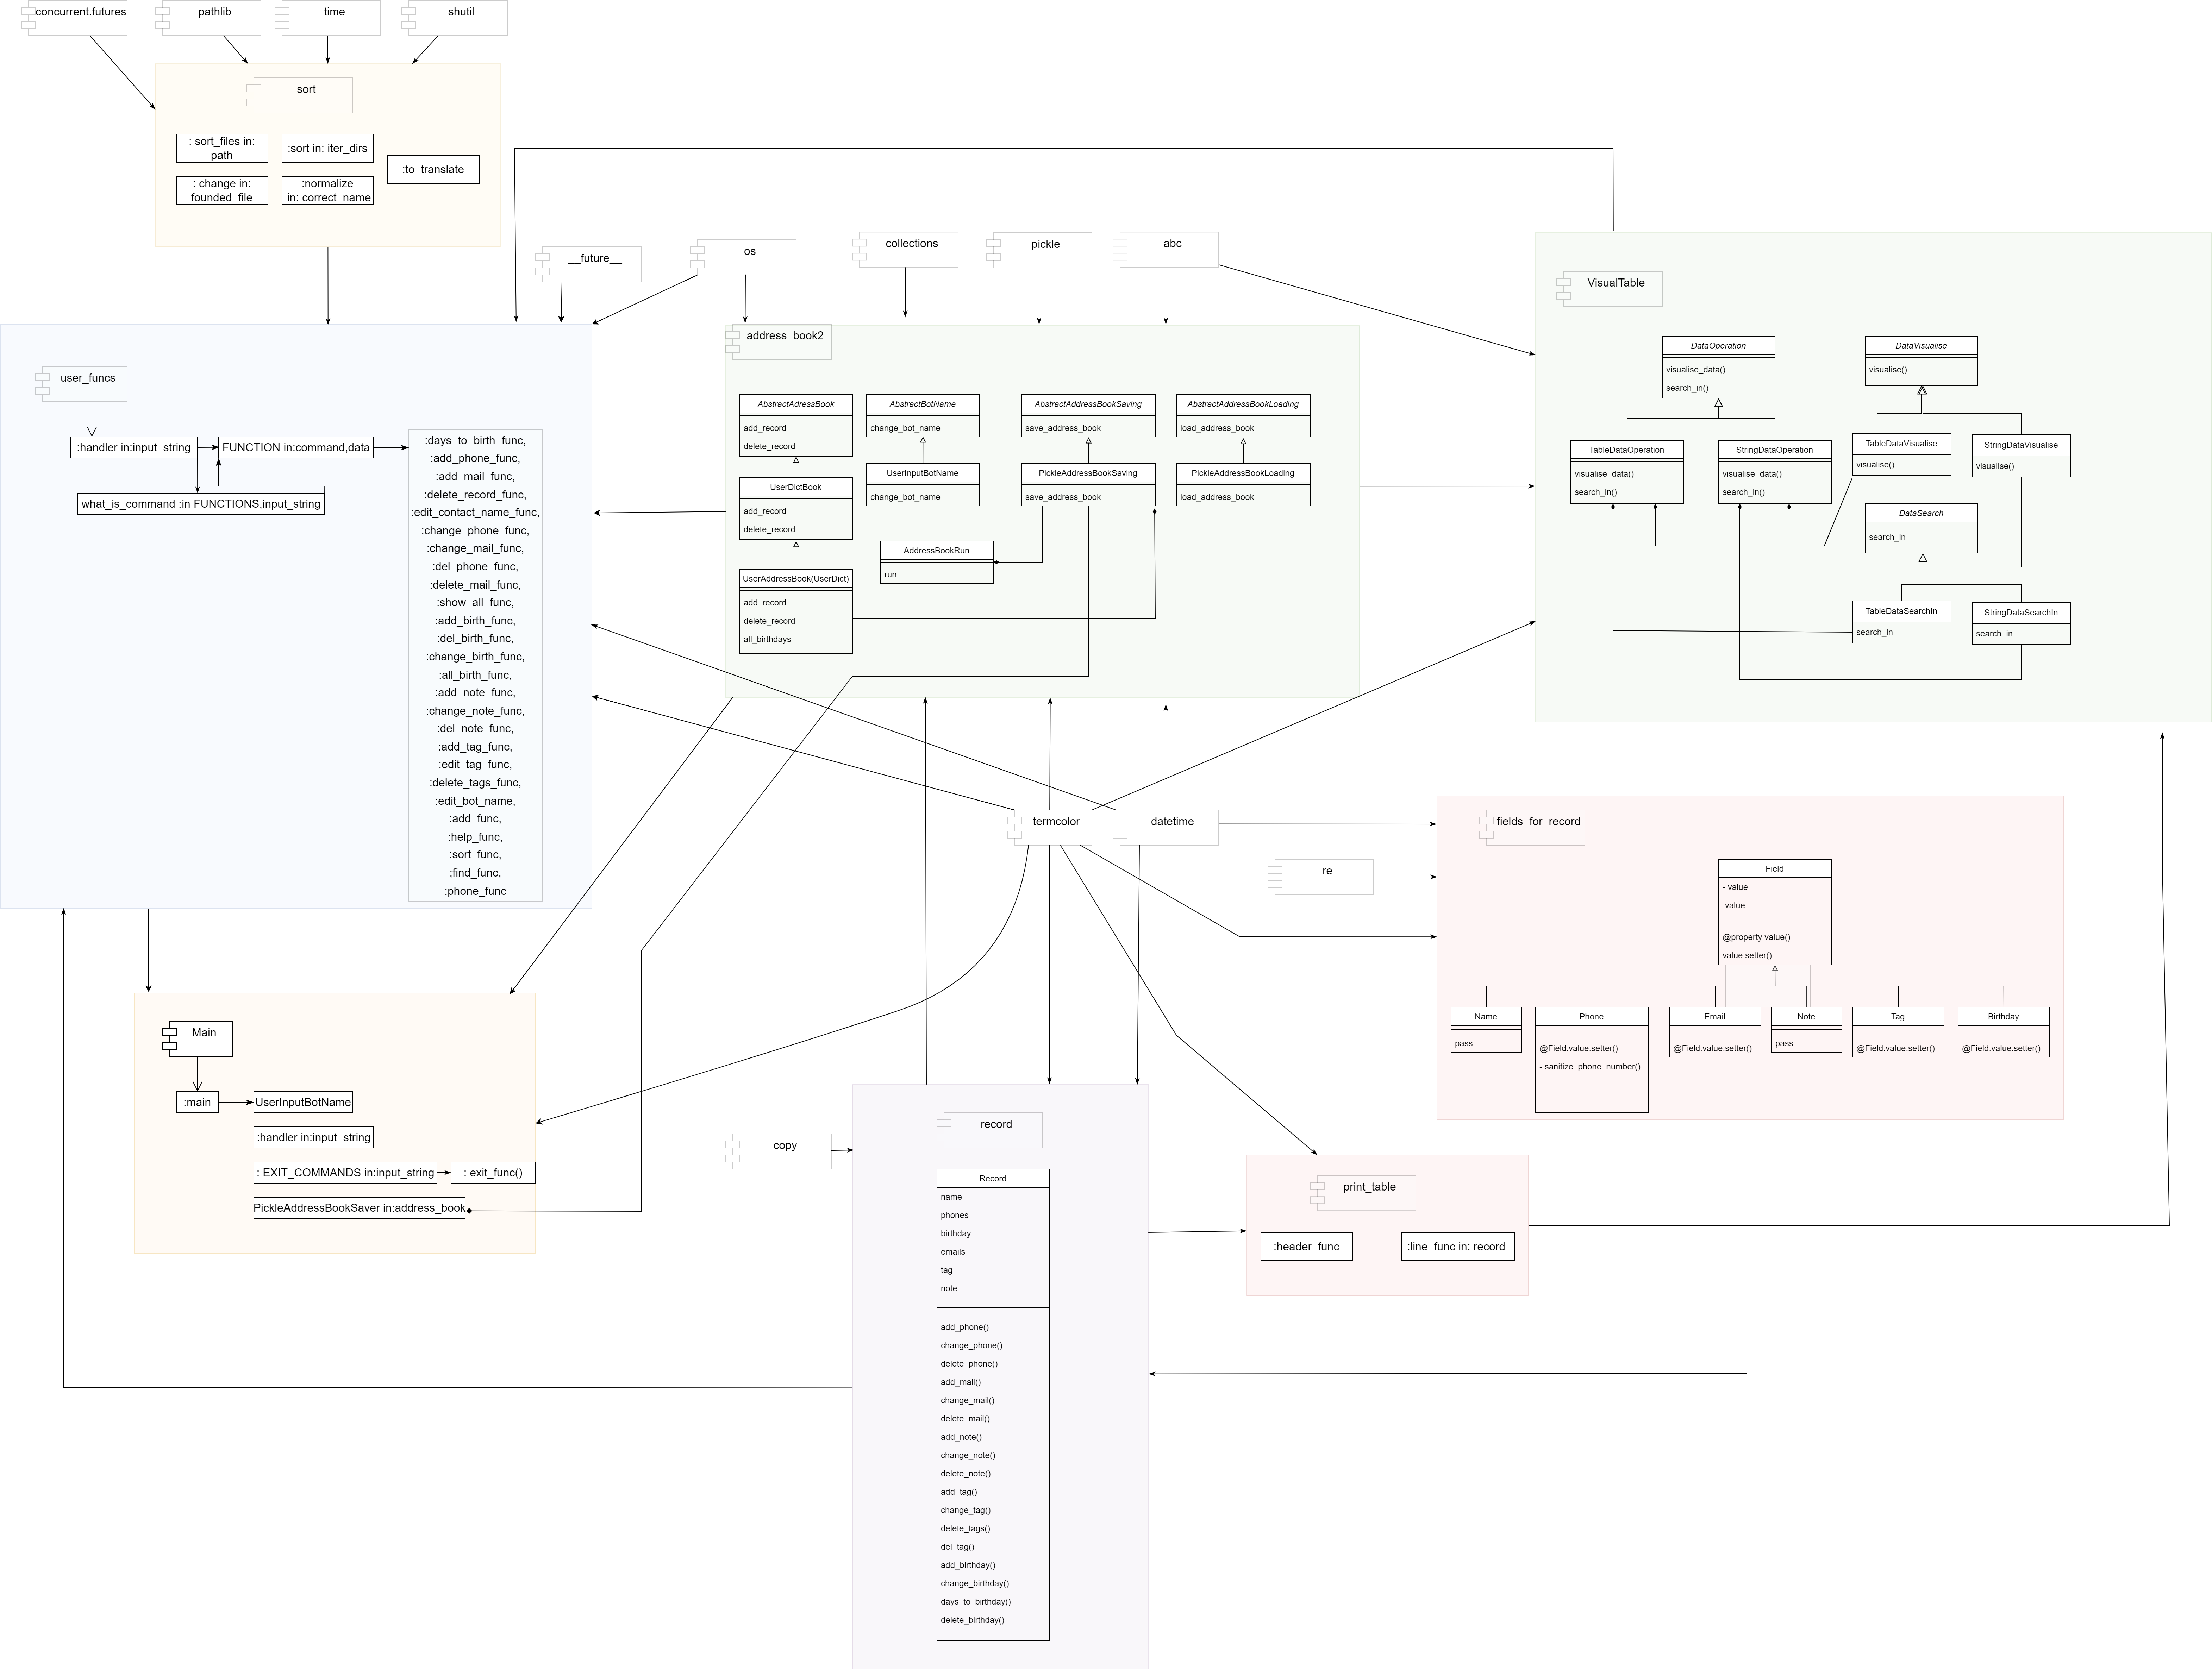 concurrent.futures
pathlib
time
shutil
sort
: sort_files in:
path
:sort in: iter_dirs
:to_translate
: change in:
founded_file
:normalize
in: correct_name
__future__
os
collections
pickle
abc
user_funcs
:handler in:input_string
FUNCTION in:command,data
what_is_command :in FUNCTIONS,input_string
:days_to_birth_func,
:add_phone_func,
:add_mail_func,
:delete_record_func,
:edit_contact_name_func,
:change_phone_func,
:change_mail_func,
:del_phone_func,
:delete_mail_func,
:show_all_func,
:add_birth_func,
:del_birth_func,
:change_birth_func,
:all_birth_func,
:add_note_func,
:change_note_func,
:del_note_func,
:add_tag_func,
:edit_tag_func,
:delete_tags_func,
:edit_bot_name,
:add_func,
:help_func,
:sort_func,
;find_func,
:phone_func
address_book2
AbstractAdressBook
add_record
delete_record
AbstractBotName
change_bot_name
AbstractAddressBookSaving
save_address_book
AbstractAddressBookLoading
load_address_book
UserDictBook
add_record
delete_record
UserInputBotName
change_bot_name
PickleAddressBookSaving
save_address_book
PickleAddressBookLoading
load_address_book
AddressBookRun
run
UserAddressBook(UserDict)
add_record
delete_record
all_birthdays
VisualTable
DataOperation
visualise_data()
search_in()
DataVisualise
visualise()
TableDataOperation
visualise_data()
search_in()
StringDataOperation
visualise_data()
search_in()
TableDataVisualise
visualise()
StringDataVisualise
visualise()
DataSearch
search_in
TableDataSearchIn
search_in
StringDataSearchIn
search_in
termcolor
datetime
re
fields_for_record
Field
- value
value
@property value()
value.setter()
Name
pass
Phone
@Field.value.setter()
- sanitize_phone_number()
Email
@Field.value.setter()
Note
pass
Tag
@Field.value.setter()
Birthday
@Field.value.setter()
Main
:main
UserInputBotName
:handler in:input_string
: EXIT_COMMANDS in:input_string
: exit_func()
PickleAddressBookSaver in:address_book
copy
record
Record
name
phones
birthday
emails
tag
note
add_phone()
change_phone()
delete_phone()
add_mail()
change_mail()
delete_mail()
add_note()
change_note()
delete_note()
add_tag()
change_tag()
delete_tags()
del_tag()
add_birthday()
change_birthday()
days_to_birthday()
delete_birthday()
print_table
:header_func
:line_func in: record